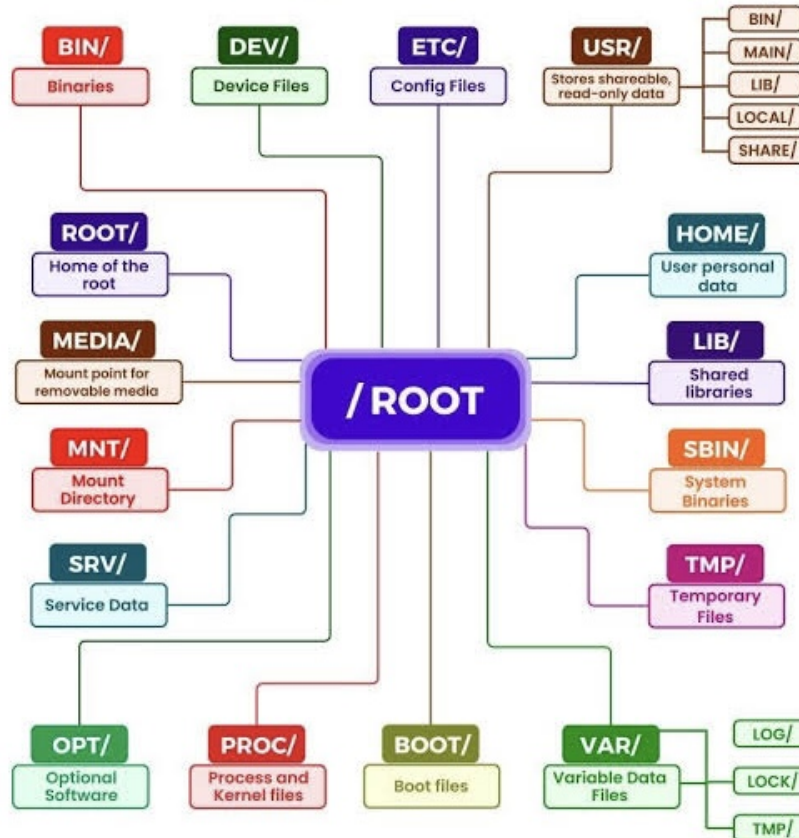 BIN/
Binaries
DEV/
Device Files
ETC/
Config Files
USR/
Stores shareable,
read-only data
BIN/
MAIN/
LIB/
LOCAL/
SHARE/
ROOT/
Home of the
root
HOME/
User personal
data
MEDIA/
Mount point for
removable media
/ ROOT
LIB/
Shared
libraries
MNT/
Mount
Directory
SBIN/
System
Binaries
SRV/
Service Data
TMP/
Temporary
Files
OPT/
Optional
Software
PROC/
Process and
Kernel files
BOOT/
Boot files
VAR/
Variable Data
Files
LOG/
LOCK/
TMP/